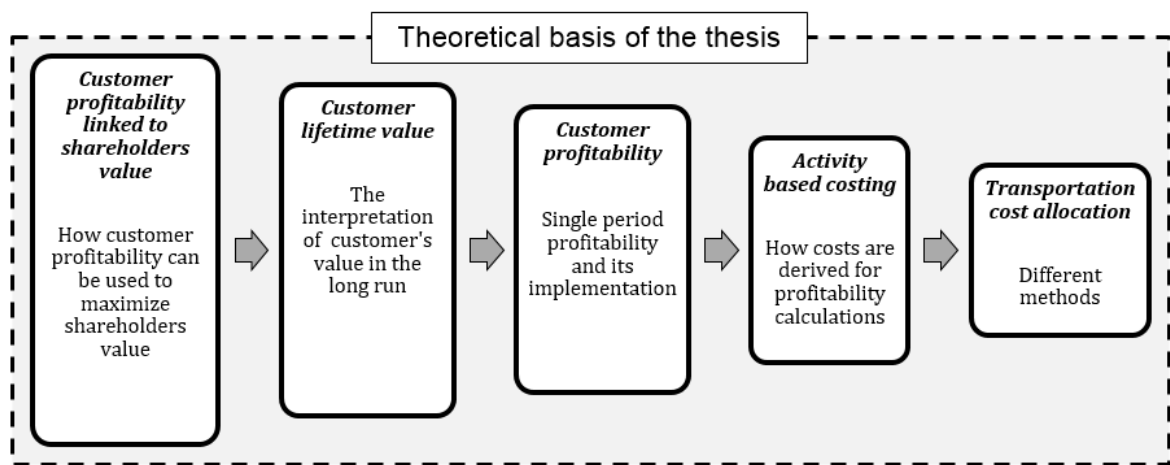 Theoretical basis of the thesis
Customer
profitability
linked to
shareholders
value
How customer
profitability can
be used to
maximize
shareholders
value
Customer
lifetime value
The
interpretation
of customer's
value in the
long run
Customer
profitability
Single period
profitability
and its
implementation
Activity
based costing
How costs are
derived for
profitability
calculations
Transportation
cost allocation
Different
methods